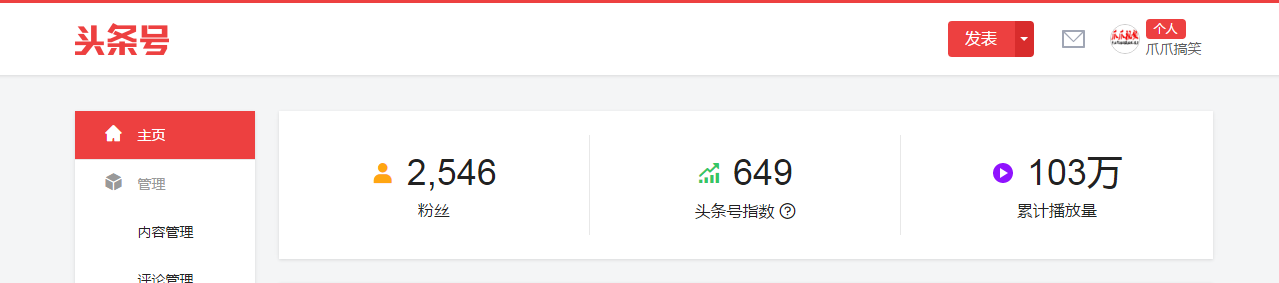 头条号
发表
个人
爪爪搞笑
主页
管理
内容管理
评论管理
2,546
粉丝
649
头条号指数
103万
累计播放量